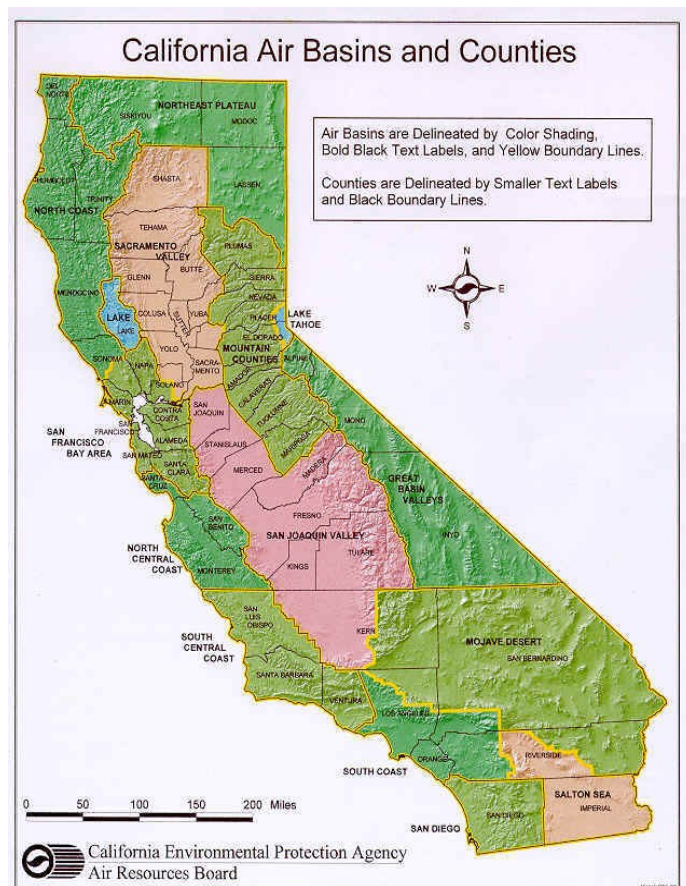 California Air Basins and Counties
Air Basins are Delineated by Color Shading,
Bold Black Text Labels, and Yellow Boundary Lines.
Counties are Delineated by Smaller Text Labels
and Black Boundary Lines.
N
W
E
S
DEL
NORTE
SISKIYOU
NORTHEAST PLATEAU
MODOC
HUMBOLDT
TRINITY
NORTH COAST
SHASTA
LASSEN
TEHAMA
SACRAMENTO
VALLEY
PLUMAS
BUTTE
GLENN
SIERRA
MENDOCINO
NEVADA
LAKE
LAKE
COLUSA
SUTTER
YUBA
PLACER
LAKE
TAHOE
EL DORADO
MOUNTAIN
COUNTIES
YOLO
SACRA-
MENTO
ALPINE
SONOMA
NAPA
SOLANO
AMADOR
CALAVERAS
TUOLUMNE
MARIPOSA
MARIN
CONTRA
COSTA
SAN
JOAQUIN
MONO
SAN
FRANCISCO
BAY AREA
SAN
FRANCISCO
ALAMEDA
STANISLAUS
SAN MATEO
SANTA
CLARA
SANTA
CRUZ
MERCED
MADERA
GREAT
BASIN
VALLEYS
FRESNO
SAN
BENITO
SAN JOAQUIN VALLEY
TULARE
INYO
NORTH
CENTRAL
COAST
MONTEREY
KINGS
SAN
LUIS
OBISPO
KERN
SOUTH
CENTRAL
COAST
MOJAVE DESERT
SAN BERNARDINO
SANTA BARBARA
VENTURA
LOS ANGELES
ORANGE
RIVERSIDE
SOUTH COAST
SALTON SEA
IMPERIAL
SAN DIEGO
SAN DIEGO
0 50 100 150 200 Miles
California Environmental Protection Agency
Air Resources Board